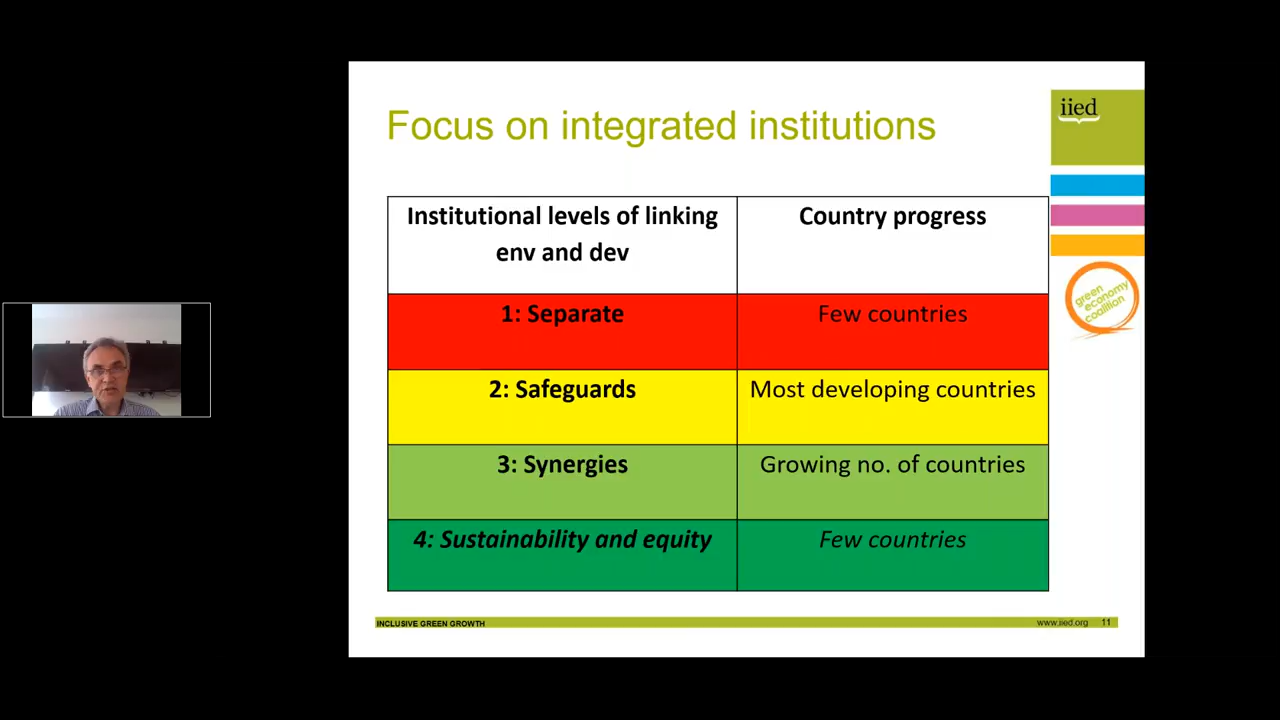 Focus on integrated institutions
iied
Institutional levels of linking
env and dev
Country progress
1: Separate
Few countries
2: Safeguards
Most developing countries
3: Synergies
Growing no. of countries
4: Sustainability and equity
Few countries
green
economy
coalition
INCLUSIVE GREEN GROWTH
www.iied.org
11